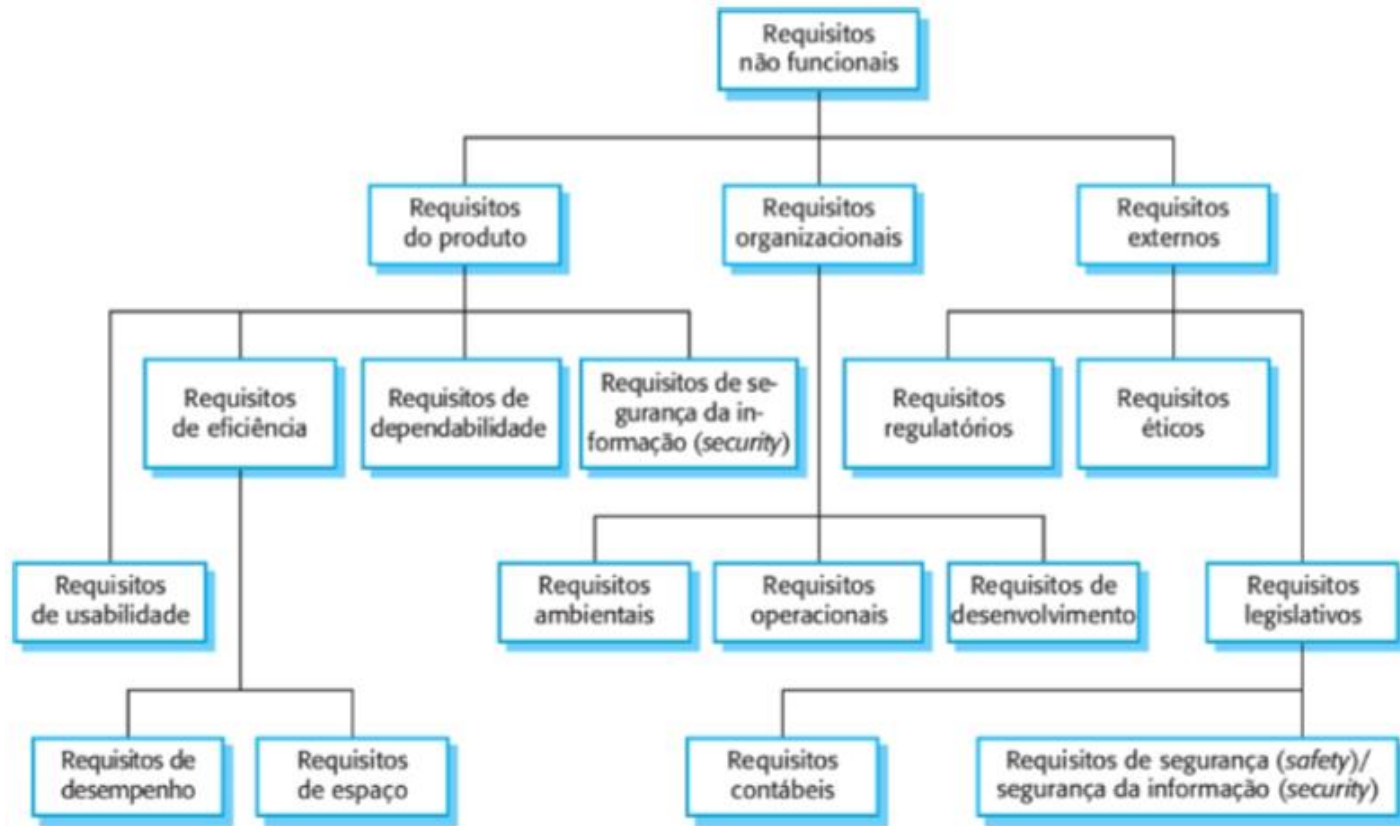 Requisitos
não funcionais
Requisitos
do produto
Requisitos
organizacionais
Requisitos
externos
Requisitos
de eficiência
Requisitos de
dependabilidade
Requisitos de se-
gurança da in-
formação (security)
Requisitos
regulatórios
Requisitos
éticos
Requisitos
de usabilidade
Requisitos
ambientais
Requisitos
operacionais
Requisitos de
desenvolvimento
Requisitos
legislativos
Requisitos de
desempenho
Requisitos
de espaço
Requisitos
contábeis
Requisitos de segurança (safety)/
segurança da informação (security)